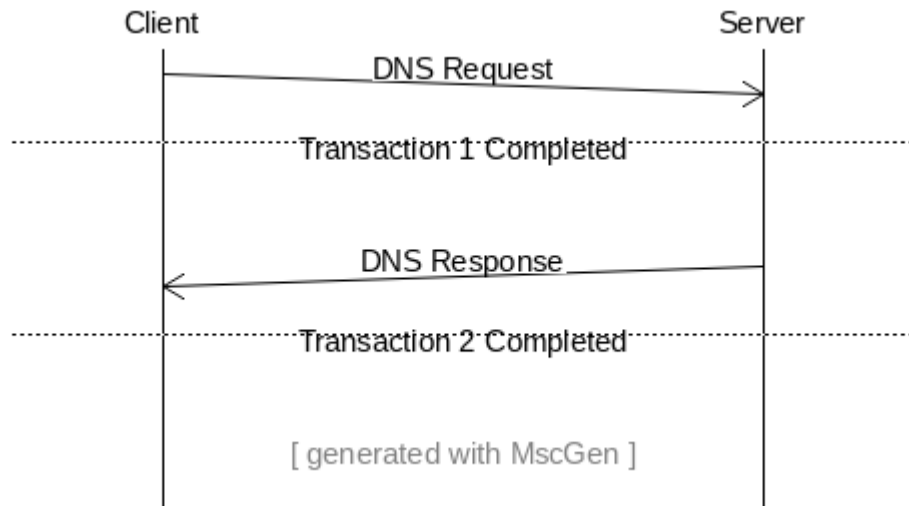 Client Server
DNS Request
Transaction 1 Completed
DNS Response
Transaction 2 Completed
[ generated with MscGen ]